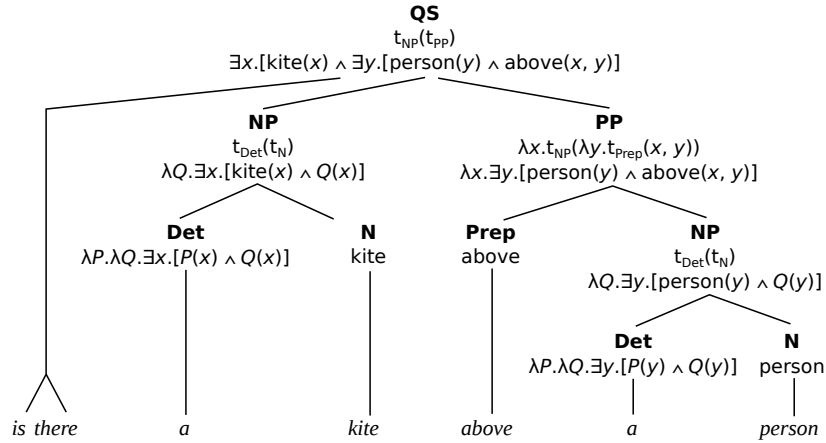 QS
t_NP(t_PP)
∃x.[kite(x) ∧ ∃y.[person(y) ∧ above(x, y)]
NP PP
t_Det(t_N) λx.t_NP(λy.t_Prep(x, y))
λQ.∃x.[kite(x) ∧ Q(x)] λx.∃y.[person(y) ∧ above(x, y)]
Det N Prep NP
λP.λQ.∃x.[P(x) ∧ Q(x)] kite above t_Det(t_N)
λQ.∃y.[person(y) ∧ Q(y)]
Det N
λP.λQ.∃y.[P(y) ∧ Q(y)] person
is there a kite above a person